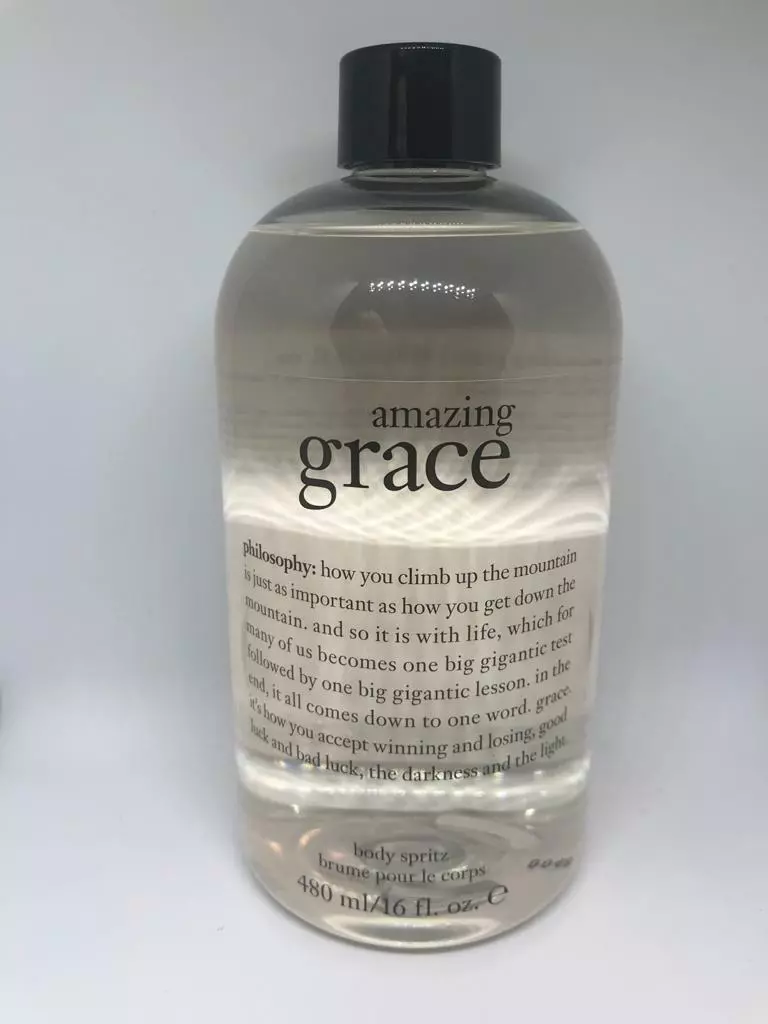 amazing
grace
philosophy: how you climb up the mountain
is just as important as how you get down the
mountain. and so it is with life, which for
many of us becomes one big gigantic test
followed by one big gigantic lesson. in the
end, it all comes down to one word. grace.
it's how you accept winning and losing, good
luck and bad luck, the darkness and the light.
body spritz
brume pour le corps
480 ml/16 fl. oz. ℮